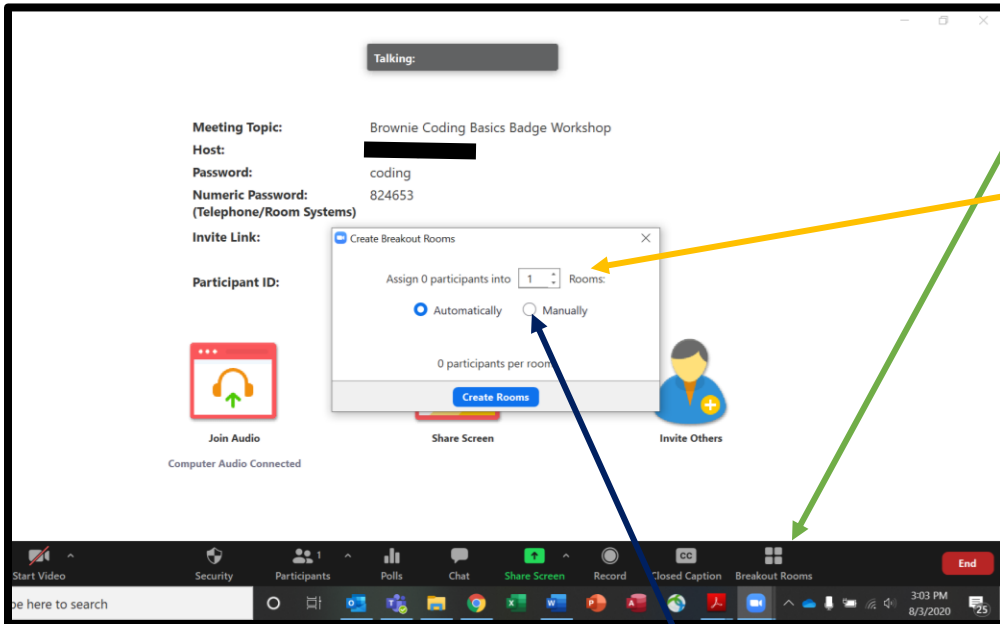 Talking:
Meeting Topic: Brownie Coding Basics Badge Workshop
Host:
Password: coding
Numeric Password: 824653
(Telephone/Room Systems)
Invite Link:
Participant ID:
Create Breakout Rooms
Assign 0 participants into 1 Rooms:
Automatically Manually
0 participants per room
Create Rooms
Join Audio Share Screen Invite Others
Computer Audio Connected
Start Video Security Participants 1 Polls Chat Share Screen Record Closed Caption Breakout Rooms End
CC
pe here to search
3:03 PM
8/3/2020
25